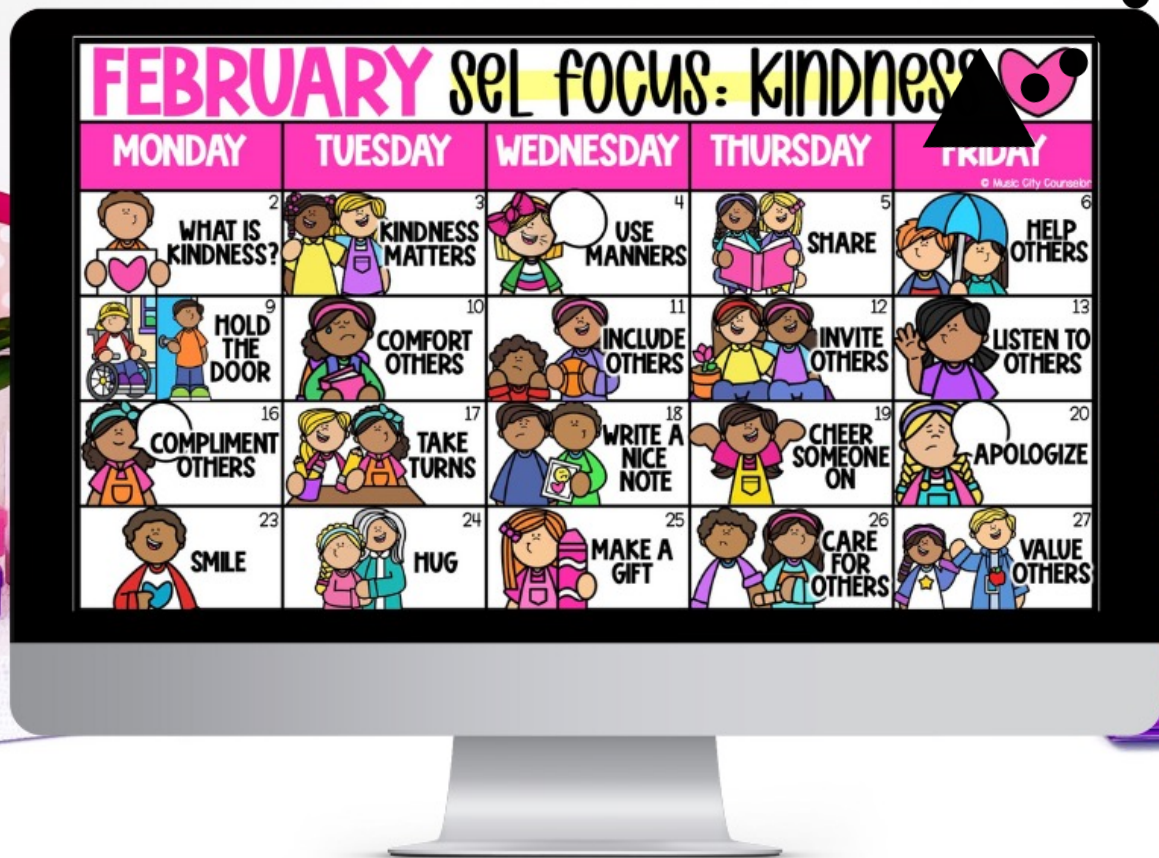 FEBRUARY SEL FOCUS: KINDNESS
MONDAY TUESDAY WEDNESDAY THURSDAY FRIDAY
© Music City Counselor
2
WHAT IS
KINDNESS?
3
KINDNESS
MATTERS
4
USE
MANNERS
5
SHARE
6
HELP
OTHERS
9
HOLD
THE
DOOR
10
COMFORT
OTHERS
11
INCLUDE
OTHERS
12
INVITE
OTHERS
13
LISTEN TO
OTHERS
16
COMPLIMENT
OTHERS
17
TAKE
TURNS
18
WRITE A
NICE
NOTE
19
CHEER
SOMEONE
ON
20
APOLOGIZE
23
SMILE
24
HUG
25
MAKE A
GIFT
26
CARE
FOR
OTHERS
27
VALUE
OTHERS